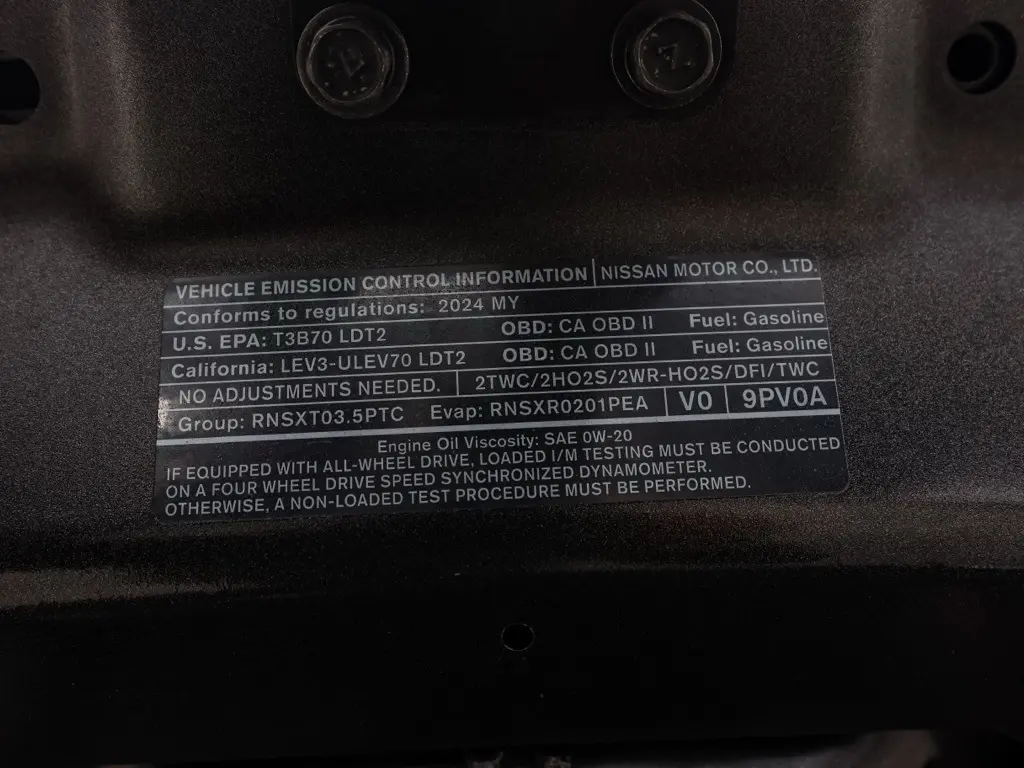 VEHICLE EMISSION CONTROL INFORMATION | NISSAN MOTOR CO., LTD.
Conforms to regulations: 2024 MY
U.S. EPA: T3B70 LDT2 OBD: CA OBD II Fuel: Gasoline
California: LEV3-ULEV70 LDT2 OBD: CA OBD II Fuel: Gasoline
NO ADJUSTMENTS NEEDED. | 2TWC/2HO2S/2WR-HO2S/DFI/TWC
Group: RNSXT03.5PTC Evap: RNSXR0201PEA | V0 | 9PV0A
Engine Oil Viscosity: SAE 0W-20
IF EQUIPPED WITH ALL-WHEEL DRIVE, LOADED I/M TESTING MUST BE CONDUCTED
ON A FOUR WHEEL DRIVE SPEED SYNCHRONIZED DYNAMOMETER.
OTHERWISE, A NON-LOADED TEST PROCEDURE MUST BE PERFORMED.